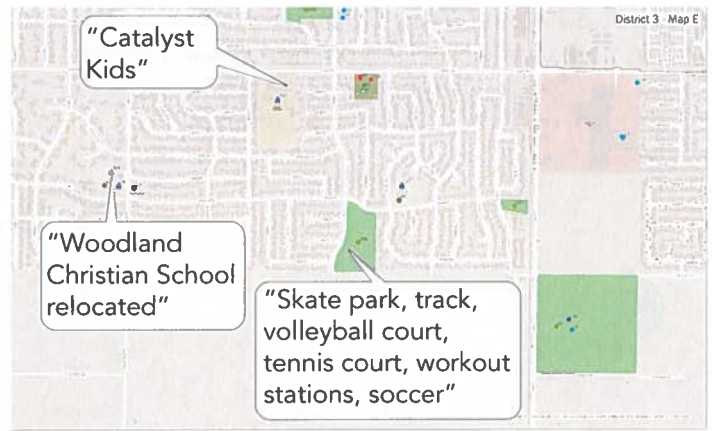 District 3 Map E
"Catalyst
Kids"
"Woodland
Christian School
relocated"
"Skate park, track,
volleyball court,
tennis court, workout
stations, soccer"